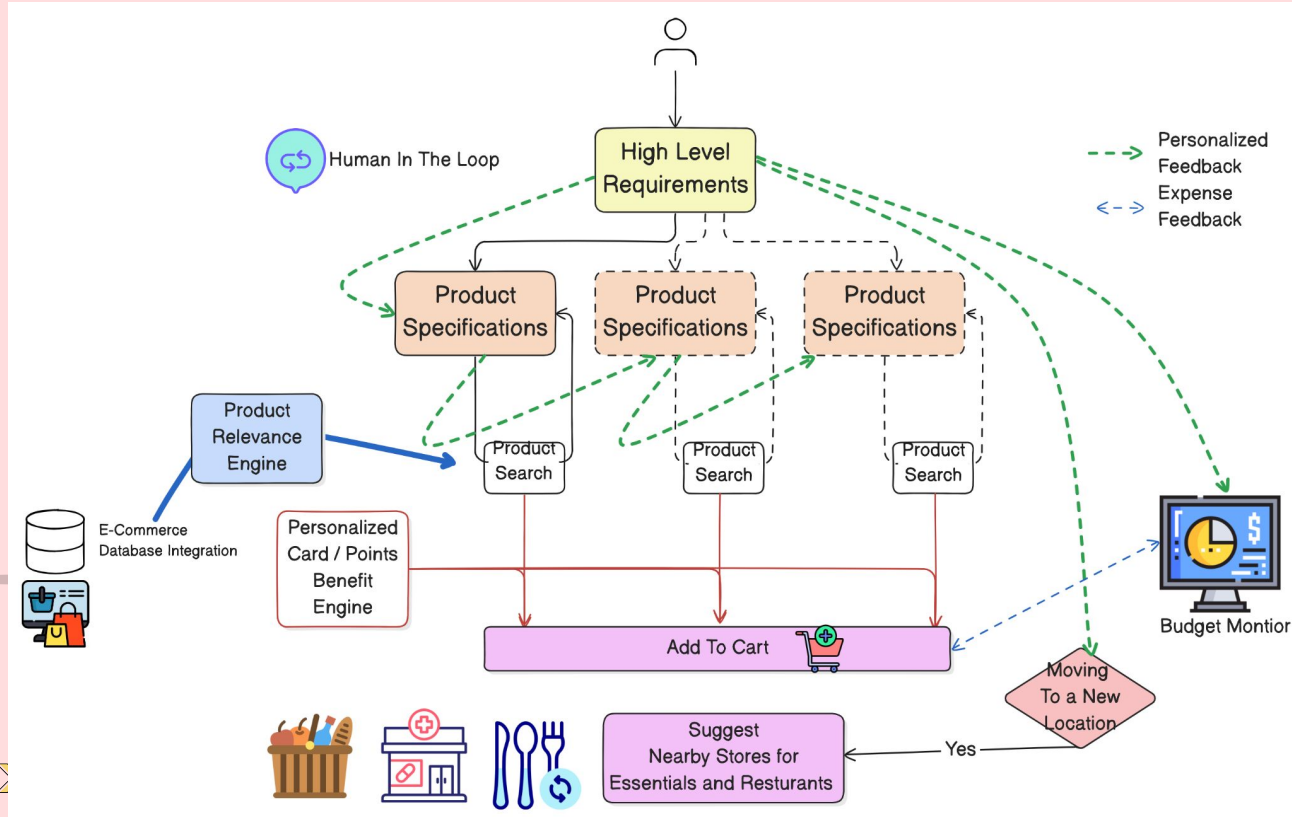 Human In The Loop
High Level
Requirements
Personalized
Feedback
Expense
Feedback
Product
Specifications
Product
Specifications
Product
Specifications
Product
Relevance
Engine
Product
Search
Product
Search
Product
Search
E-Commerce
Database Integration
Personalized
Card / Points
Benefit
Engine
$
Budget Montior
Add To Cart
Moving
To a New
Location
Yes
Suggest
Nearby Stores for
Essentials and Resturants